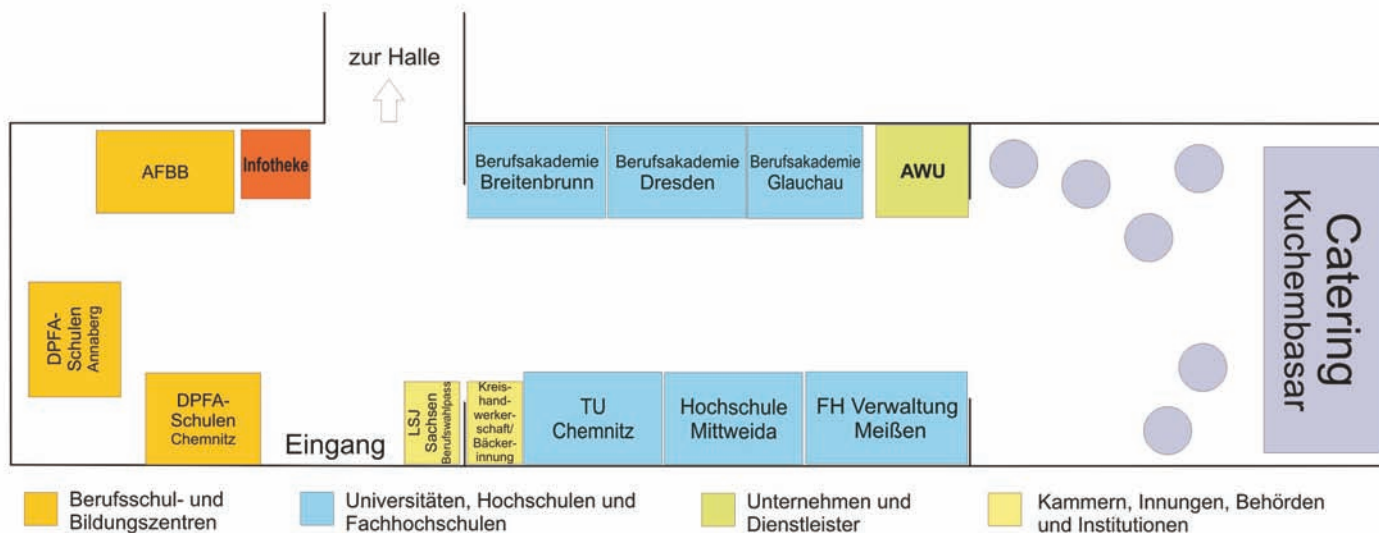 zur Halle
AFBB
Infotheke
Berufsakademie
Breitenbrunn
Berufsakademie
Dresden
Berufsakademie
Glauchau
AWU
Catering
Kuchembasar
DPFA-
Schulen
Annaberg
DPFA-
Schulen
Chemnitz
Eingang
LSJ
Sachsen
Berufswahlpass
Kreis-
handwerker-
schaft/
Bäcker-
innung
TU
Chemnitz
Hochschule
Mittweida
FH Verwaltung
Meißen
Berufsschul- und
Bildungszentren
Universitäten, Hochschulen und
Fachhochschulen
Unternehmen und
Dienstleister
Kammern, Innungen, Behörden
und Institutionen